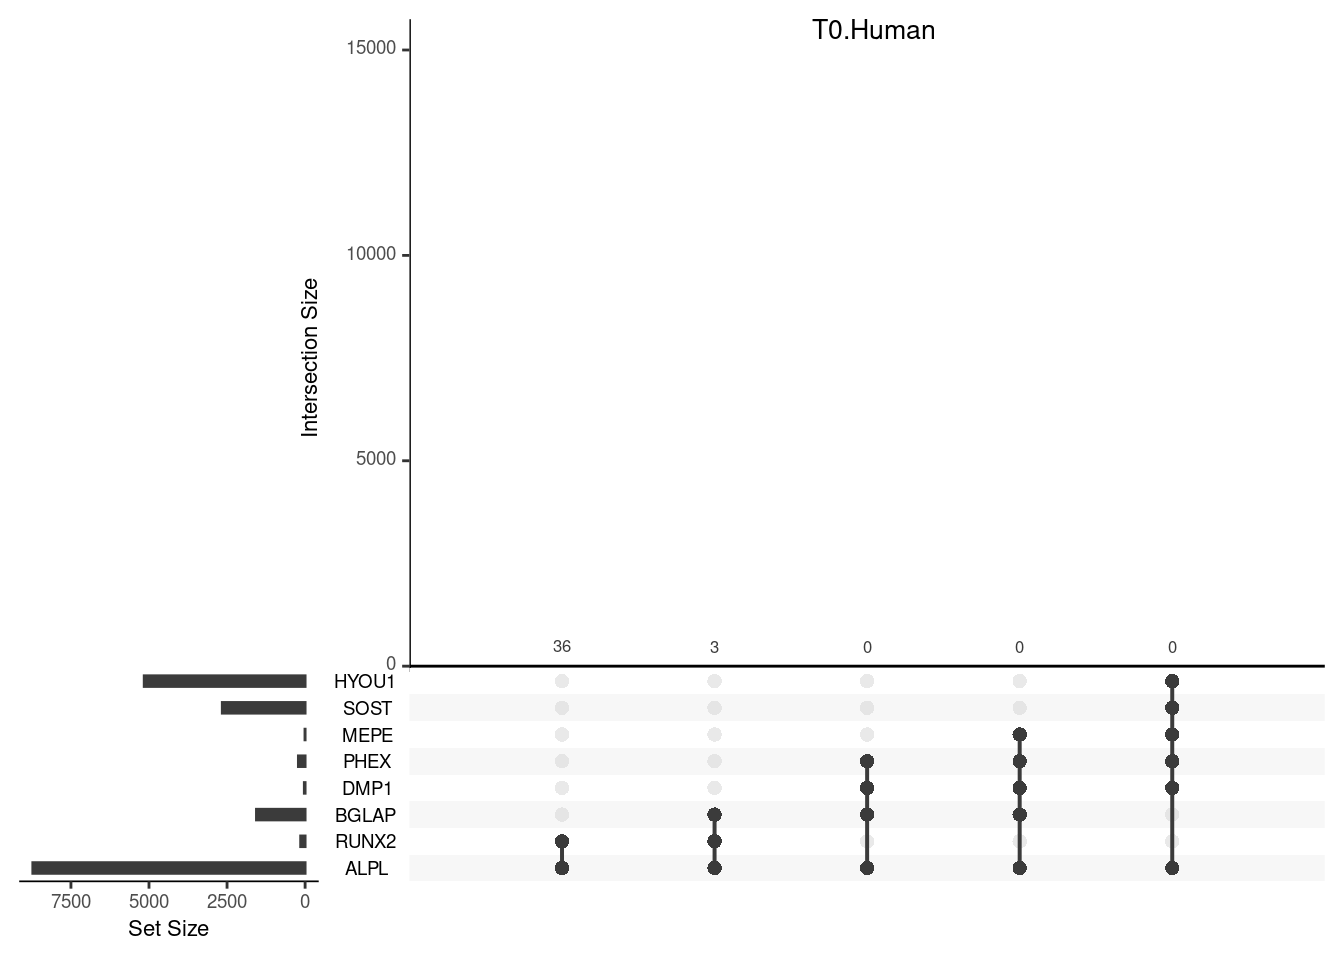 T0.Human
15000
10000
5000
0
Intersection Size
36 3 0 0 0
HYOU1
SOST
MEPE
PHEX
DMP1
BGLAP
RUNX2
ALPL
7500 5000 2500 0
Set Size